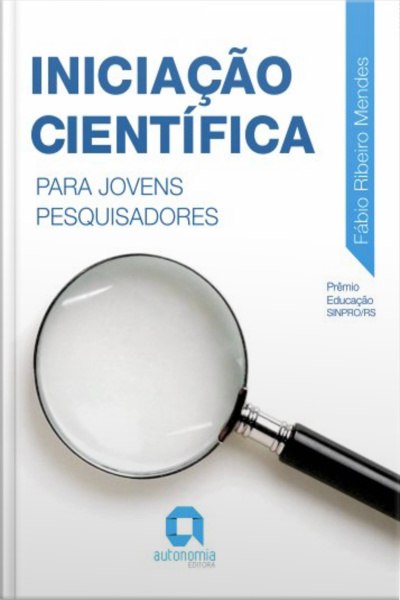 INICIAÇÃO
CIENTÍFICA
PARA JOVENS
PESQUISADORES
Fábio Ribeiro Mendes
Prêmio
Educação
SINPRO/RS
autonomia
EDITORA